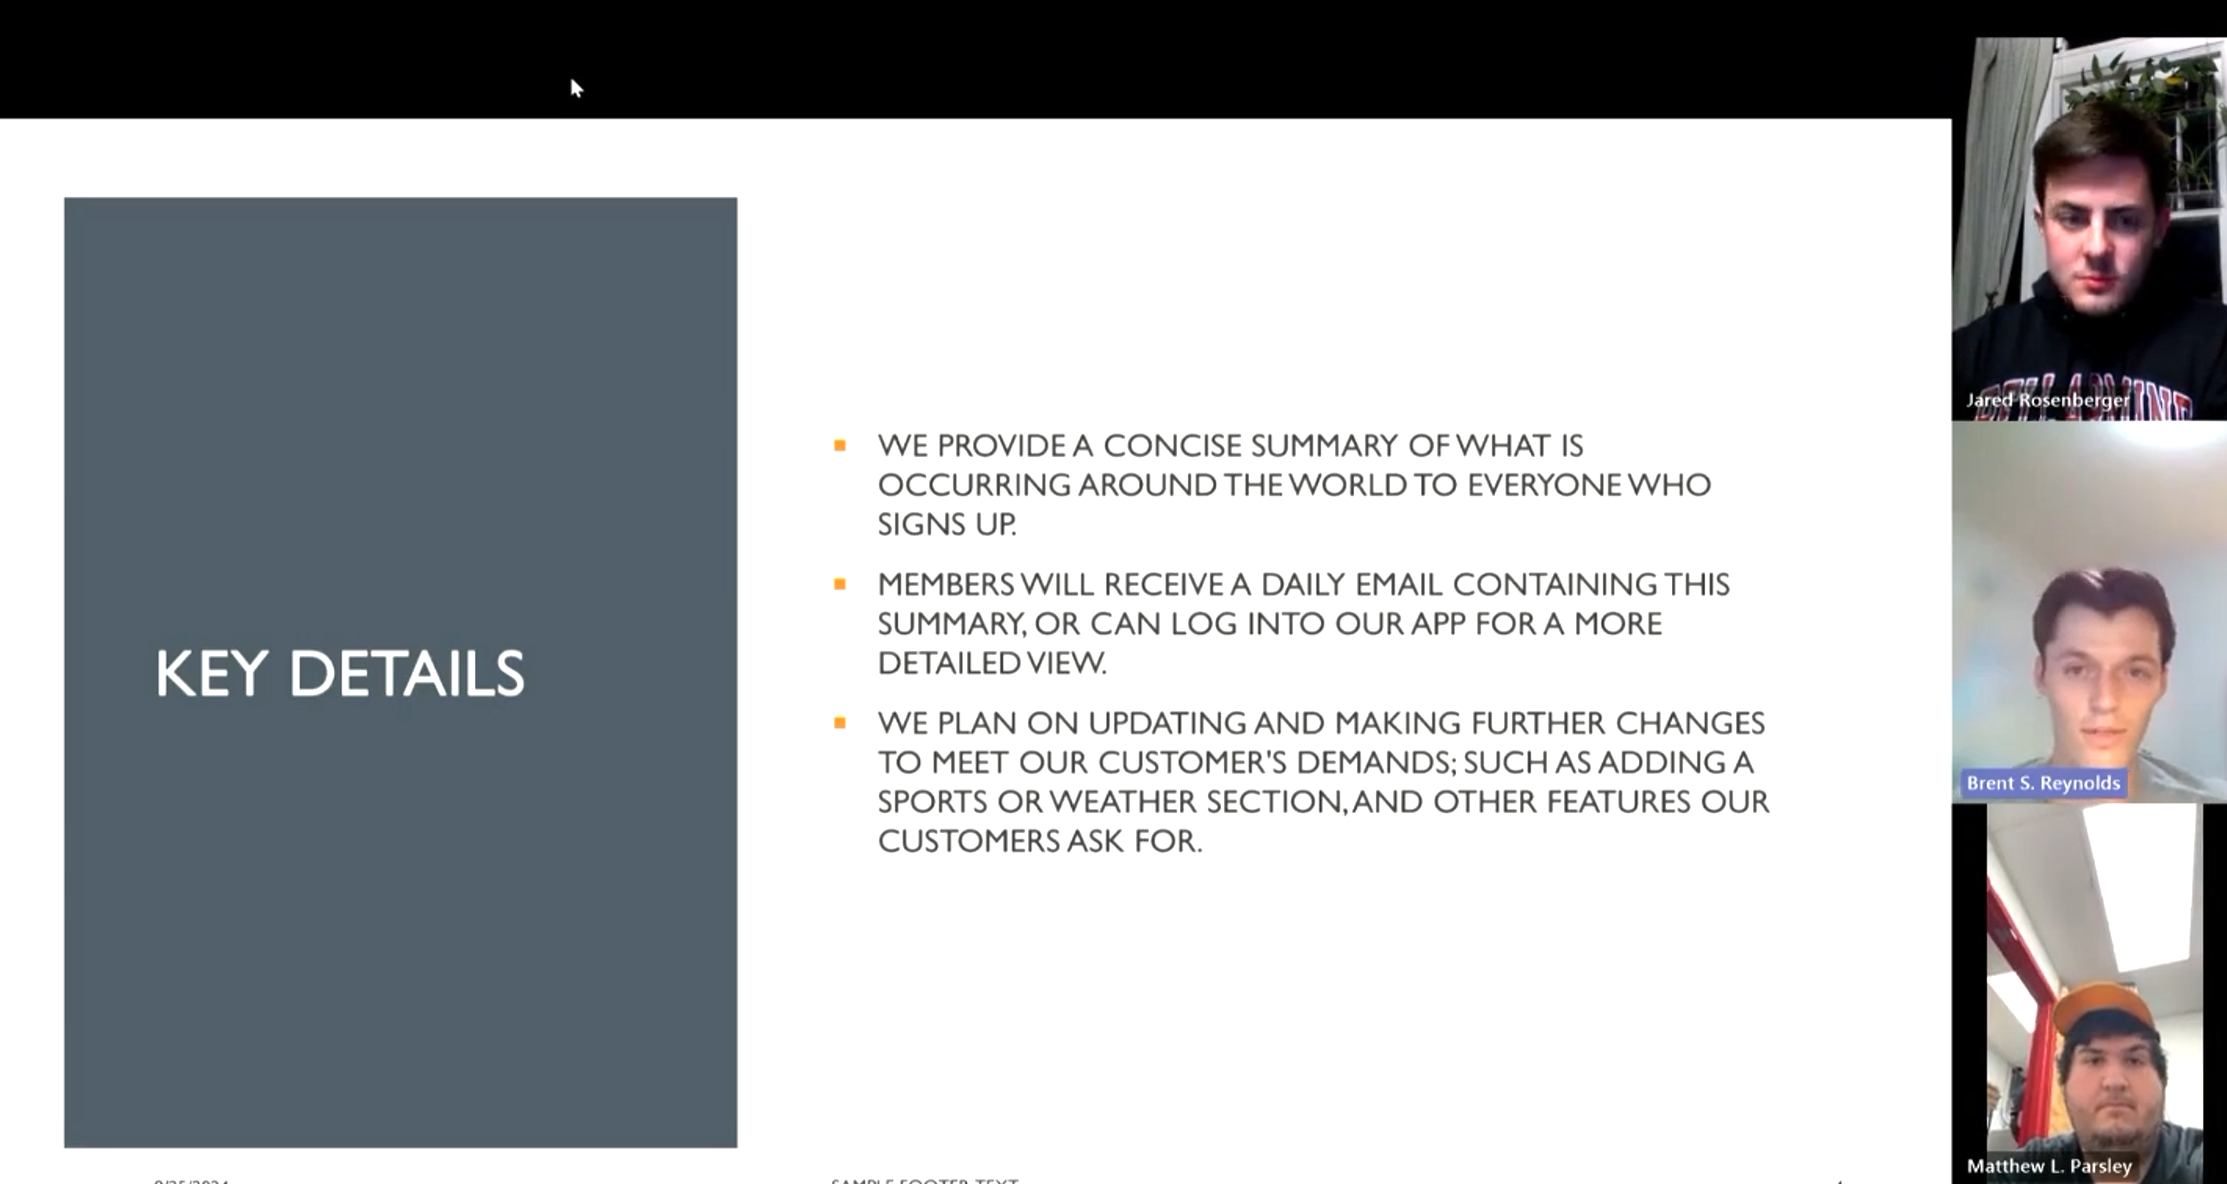 KEY DETAILS
WE PROVIDE A CONCISE SUMMARY OF WHAT IS
OCCURRING AROUND THE WORLD TO EVERYONE WHO
SIGNS UP.
MEMBERS WILL RECEIVE A DAILY EMAIL CONTAINING THIS
SUMMARY, OR CAN LOG INTO OUR APP FOR A MORE
DETAILED VIEW.
WE PLAN ON UPDATING AND MAKING FURTHER CHANGES
TO MEET OUR CUSTOMER'S DEMANDS; SUCH AS ADDING A
SPORTS OR WEATHER SECTION, AND OTHER FEATURES OUR
CUSTOMERS ASK FOR.
SAMPLE FOOTER TEXT
Jared Rosenberger
Brent S. Reynolds
Matthew L. Parsley